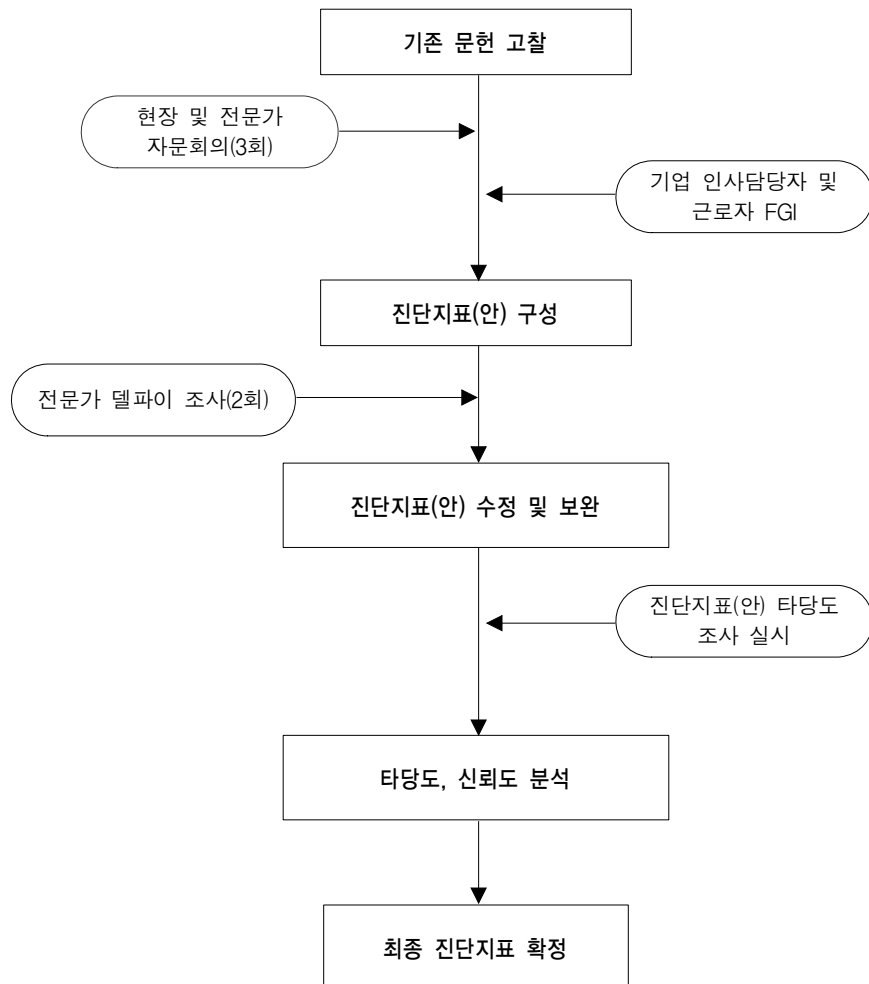 기존 문헌 고찰
현장 및 전문가
자문회의(3회)
기업 인사담당자 및
근로자 FGI
진단지표(안) 구성
전문가 델파이 조사(2회)
진단지표(안) 수정 및 보완
진단지표(안) 타당도
조사 실시
타당도, 신뢰도 분석
최종 진단지표 확정